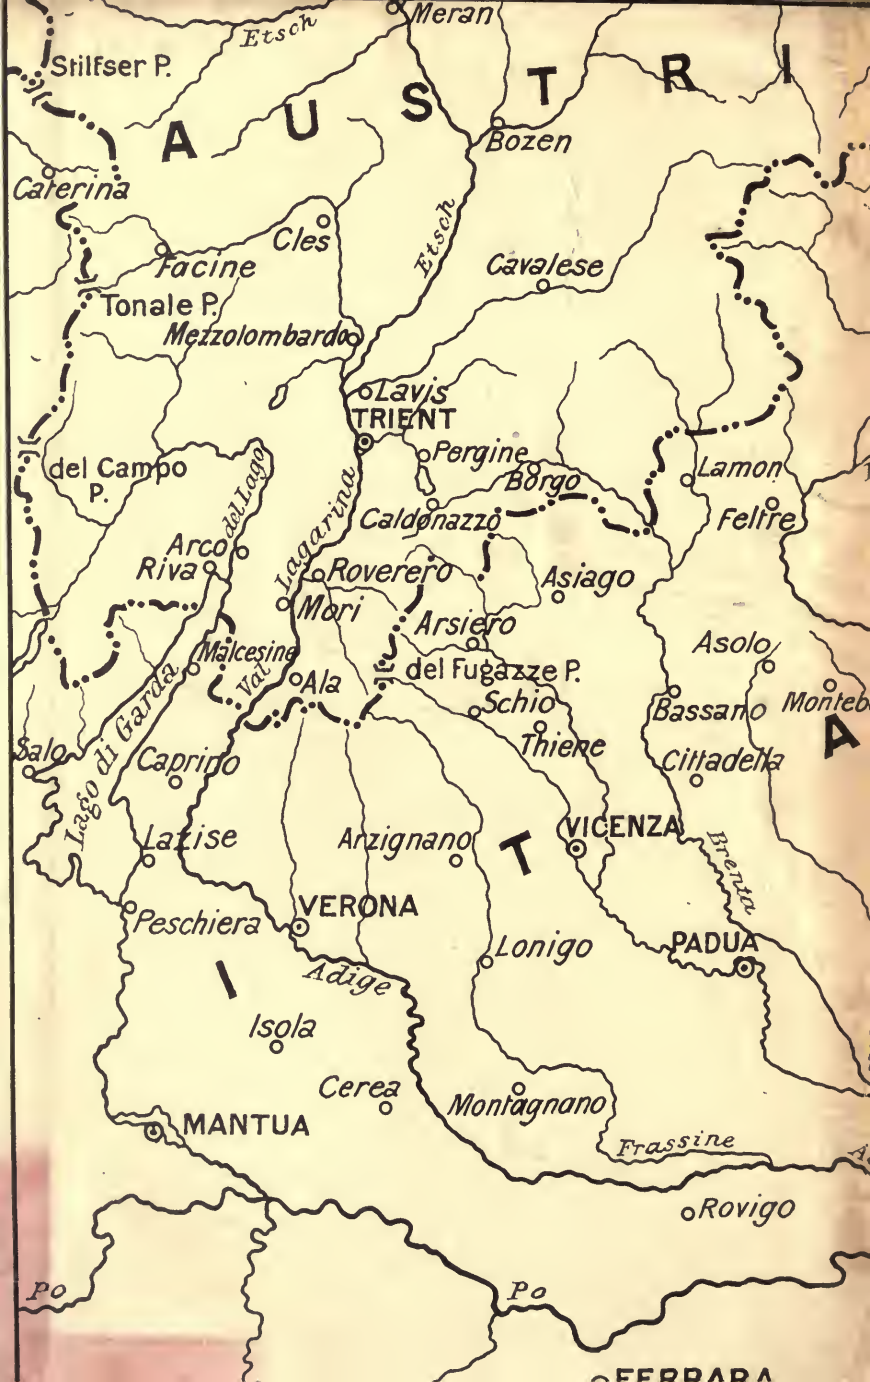 Meran
Etsch
Stilfser P.
A U S T R I
Bozen
Caterina
Etsch
Cles
Facine
Cavalese
Tonale P.
Mezzolombardo
Lavis
TRIENT
Pergine
del Campo
P.
Lamon
Borgo
del Lago
Caldonazzo
Feltre
Lagarina
Arco
Riva
Roverero
Asiago
Mori
Arsiero
Asolo
Malcesine
del Fugazze P.
Val
Ala
Schio
Bassano
Monteb
Lago di Garda
Thiene
A
Salo
Caprino
Cittadella
VICENZA
Lazise
Arzignano
T
Brenta
VERONA
Peschiera
PADUA
Lonigo
I
Adige
Isola
Cerea
Montagnano
MANTUA
Frassine
A
Rovigo
Po
Po
FERRARA